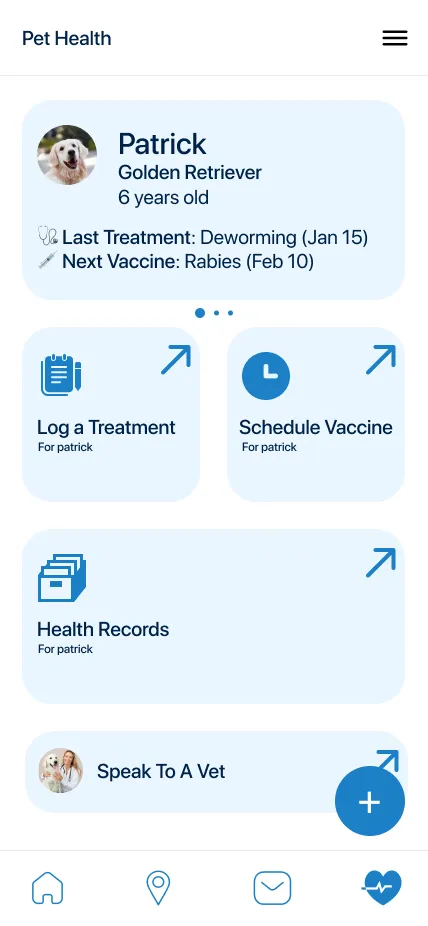 Pet Health
Patrick
Golden Retriever
6 years old
🩺 Last Treatment: Deworming (Jan 15)
💉 Next Vaccine: Rabies (Feb 10)
Log a Treatment
For patrick
Schedule Vaccine
For patrick
Health Records
For patrick
Speak To A Vet
+